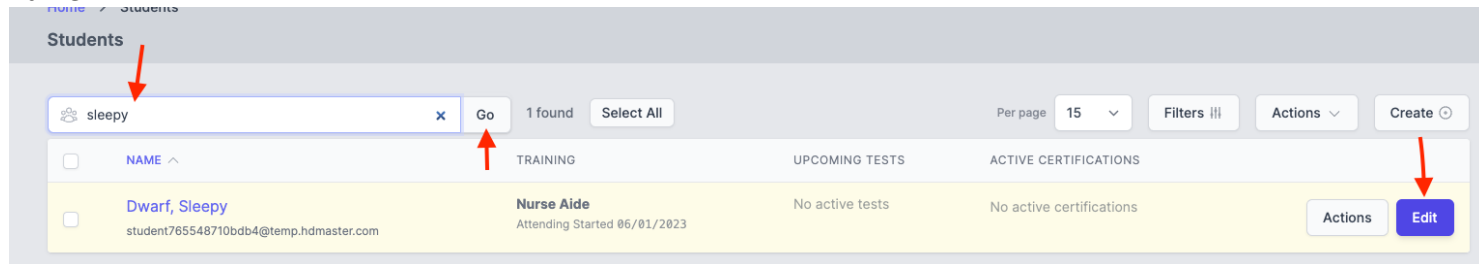 Home > Students
Students
sleepy × Go 1 found Select All Per page 15 Filters Actions Create
NAME TRAINING UPCOMING TESTS ACTIVE CERTIFICATIONS
Dwarf, Sleepy Nurse Aide No active tests No active certifications Actions Edit
student765548710bdb4@temp.hdmaster.com Attending Started 06/01/2023